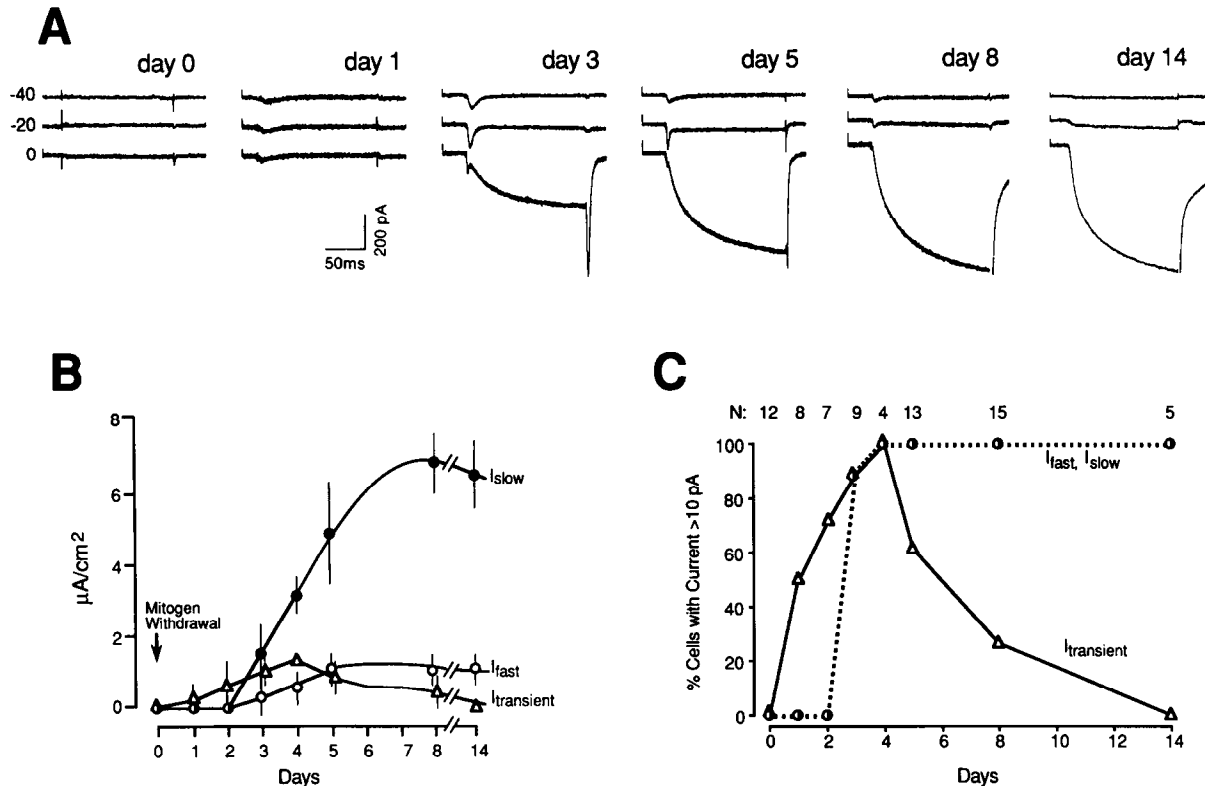 A
day 0
day 1
day 3
day 5
day 8
day 14
-40
-20
0
200 pA
50ms
B
8
6
4
2
0
μA/cm2
Mitogen
Withdrawal
Islow
Ifast
Itransient
0 1 2 3 4 5 6 7 8 14
Days
C
N: 12 8 7 9 4 13 15 5
100
80
60
40
20
0
% Cells with Current >10 pA
Ifast, Islow
Itransient
0 2 4 6 8 10 12 14
Days